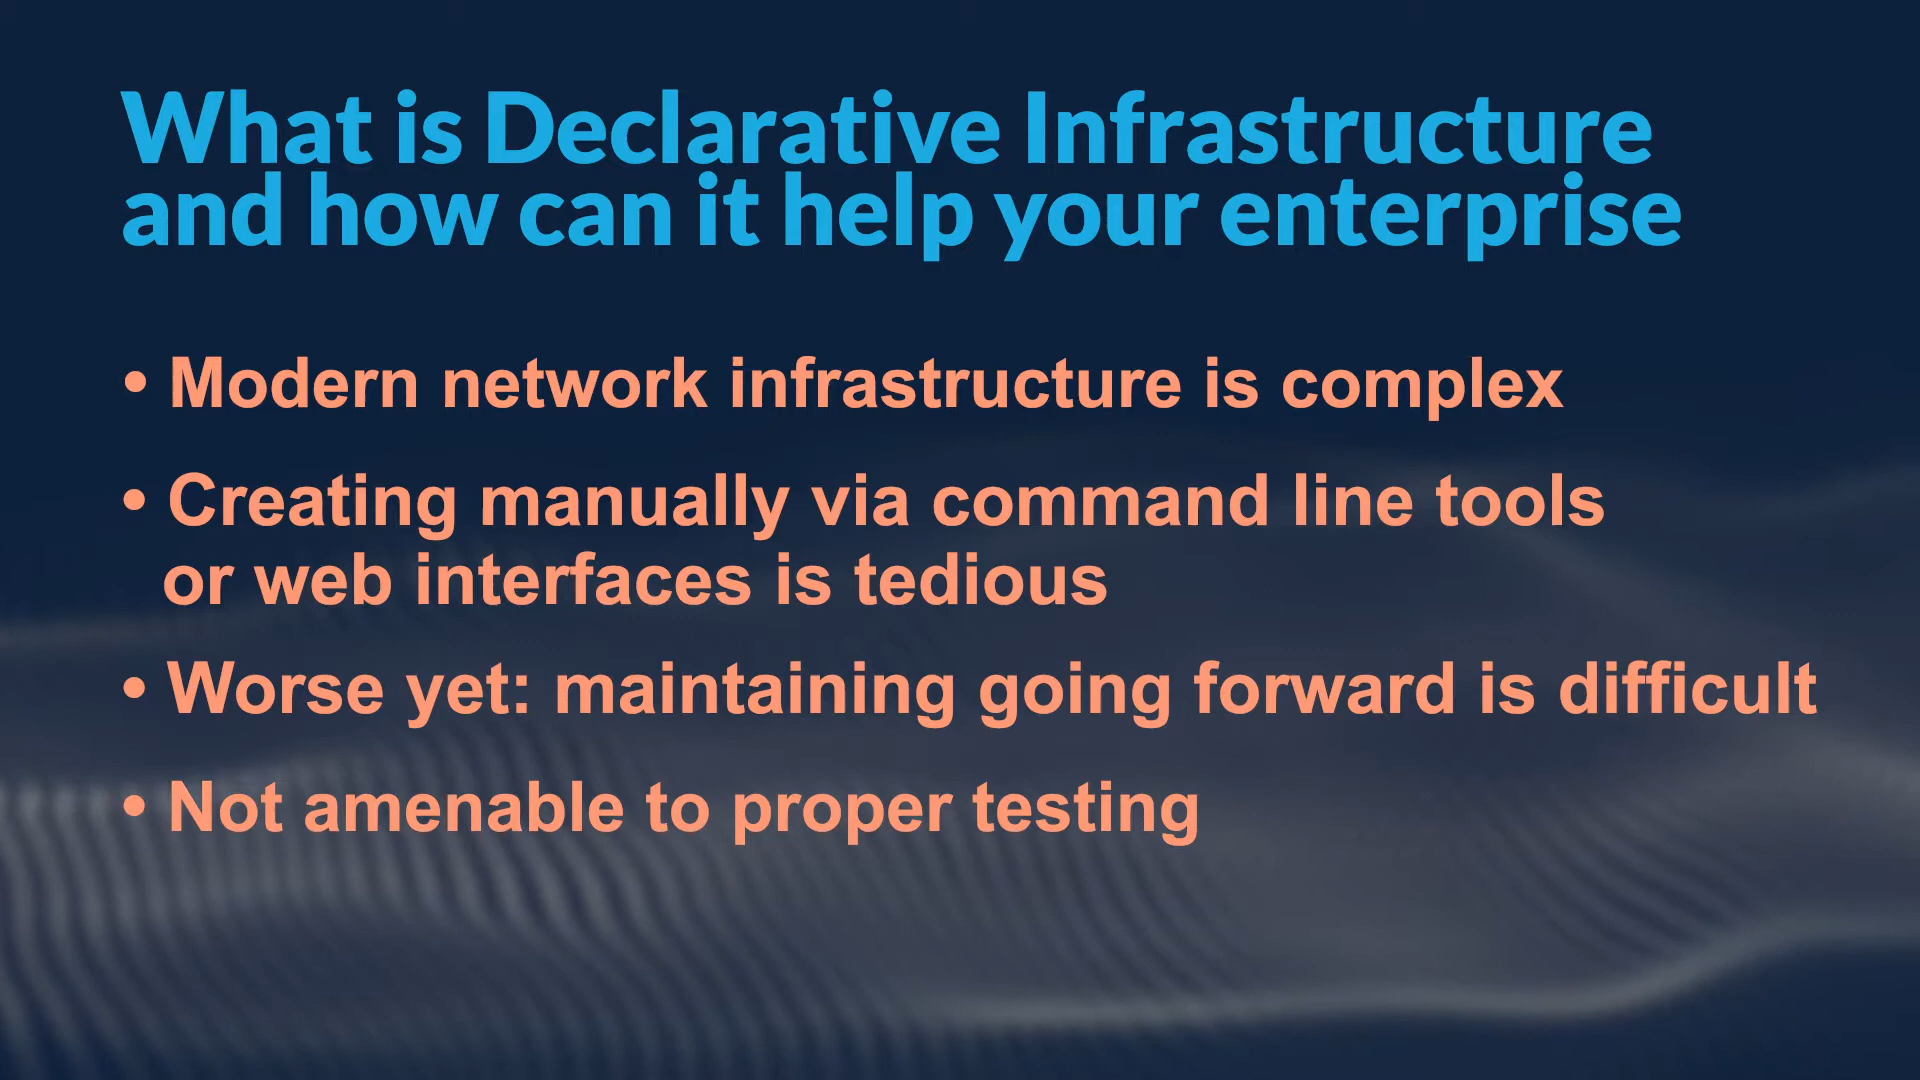 What is Declarative Infrastructure
and how can it help your enterprise
• Modern network infrastructure is complex
• Creating manually via command line tools
or web interfaces is tedious
• Worse yet: maintaining going forward is difficult
• Not amenable to proper testing